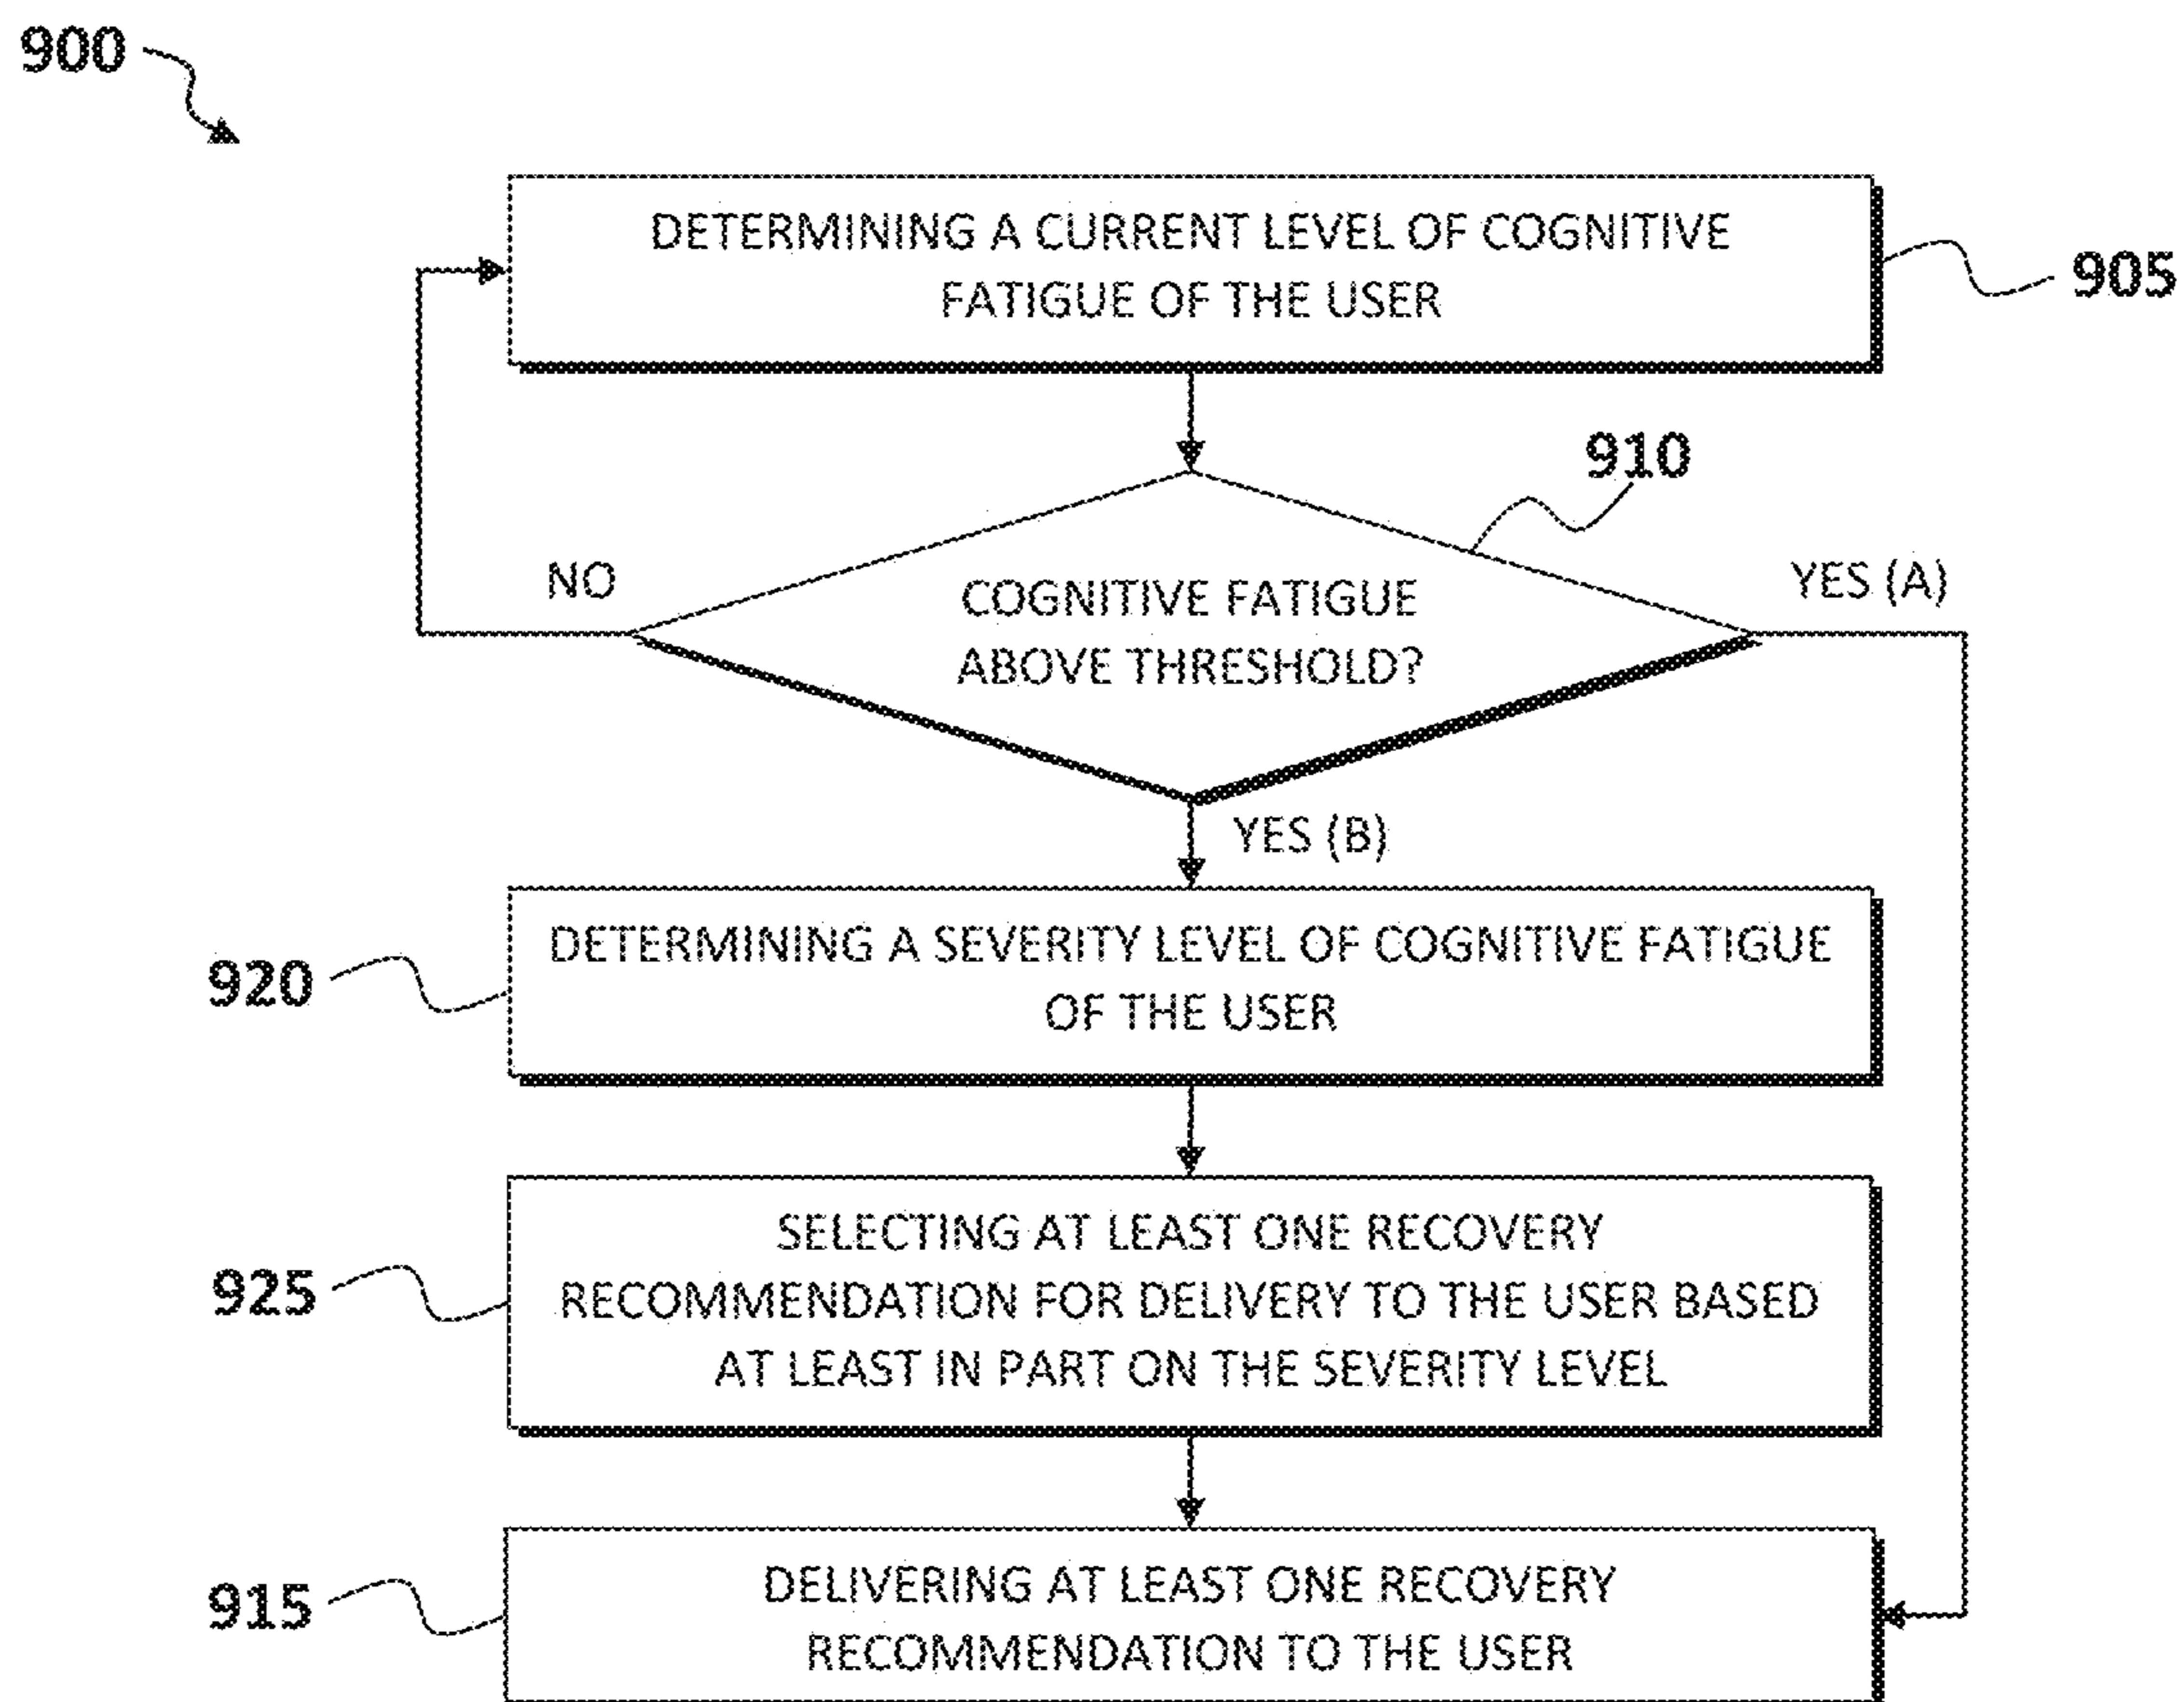 900
DETERMINING A CURRENT LEVEL OF COGNITIVE
FATIGUE OF THE USER
905
910
NO
YES (A)
COGNITIVE FATIGUE
ABOVE THRESHOLD?
YES (B)
920
DETERMINING A SEVERITY LEVEL OF COGNITIVE FATIGUE
OF THE USER
925
SELECTING AT LEAST ONE RECOVERY
RECOMMENDATION FOR DELIVERY TO THE USER BASED
AT LEAST IN PART ON THE SEVERITY LEVEL
915
DELIVERING AT LEAST ONE RECOVERY
RECOMMENDATION TO THE USER